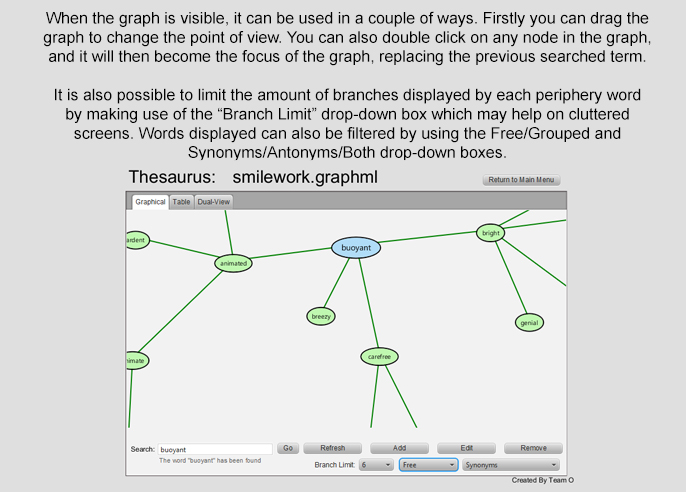 When the graph is visible, it can be used in a couple of ways. Firstly you can drag the
graph to change the point of view. You can also double click on any node in the graph,
and it will then become the focus of the graph, replacing the previous searched term.
It is also possible to limit the amount of branches displayed by each periphery word
by making use of the “Branch Limit” drop-down box which may help on cluttered
screens. Words displayed can also be filtered by using the Free/Grouped and
Synonyms/Antonyms/Both drop-down boxes.
Thesaurus: smilework.graphml
Return to Main Menu
Graphical Table Dual-View
ardent
bright
buoyant
animated
breezy
genial
carefree
imate
Search: buoyant Go Refresh Add Edit Remove
The word "buoyant" has been found
Branch Limit: 6 Free Synonyms
Created By Team O